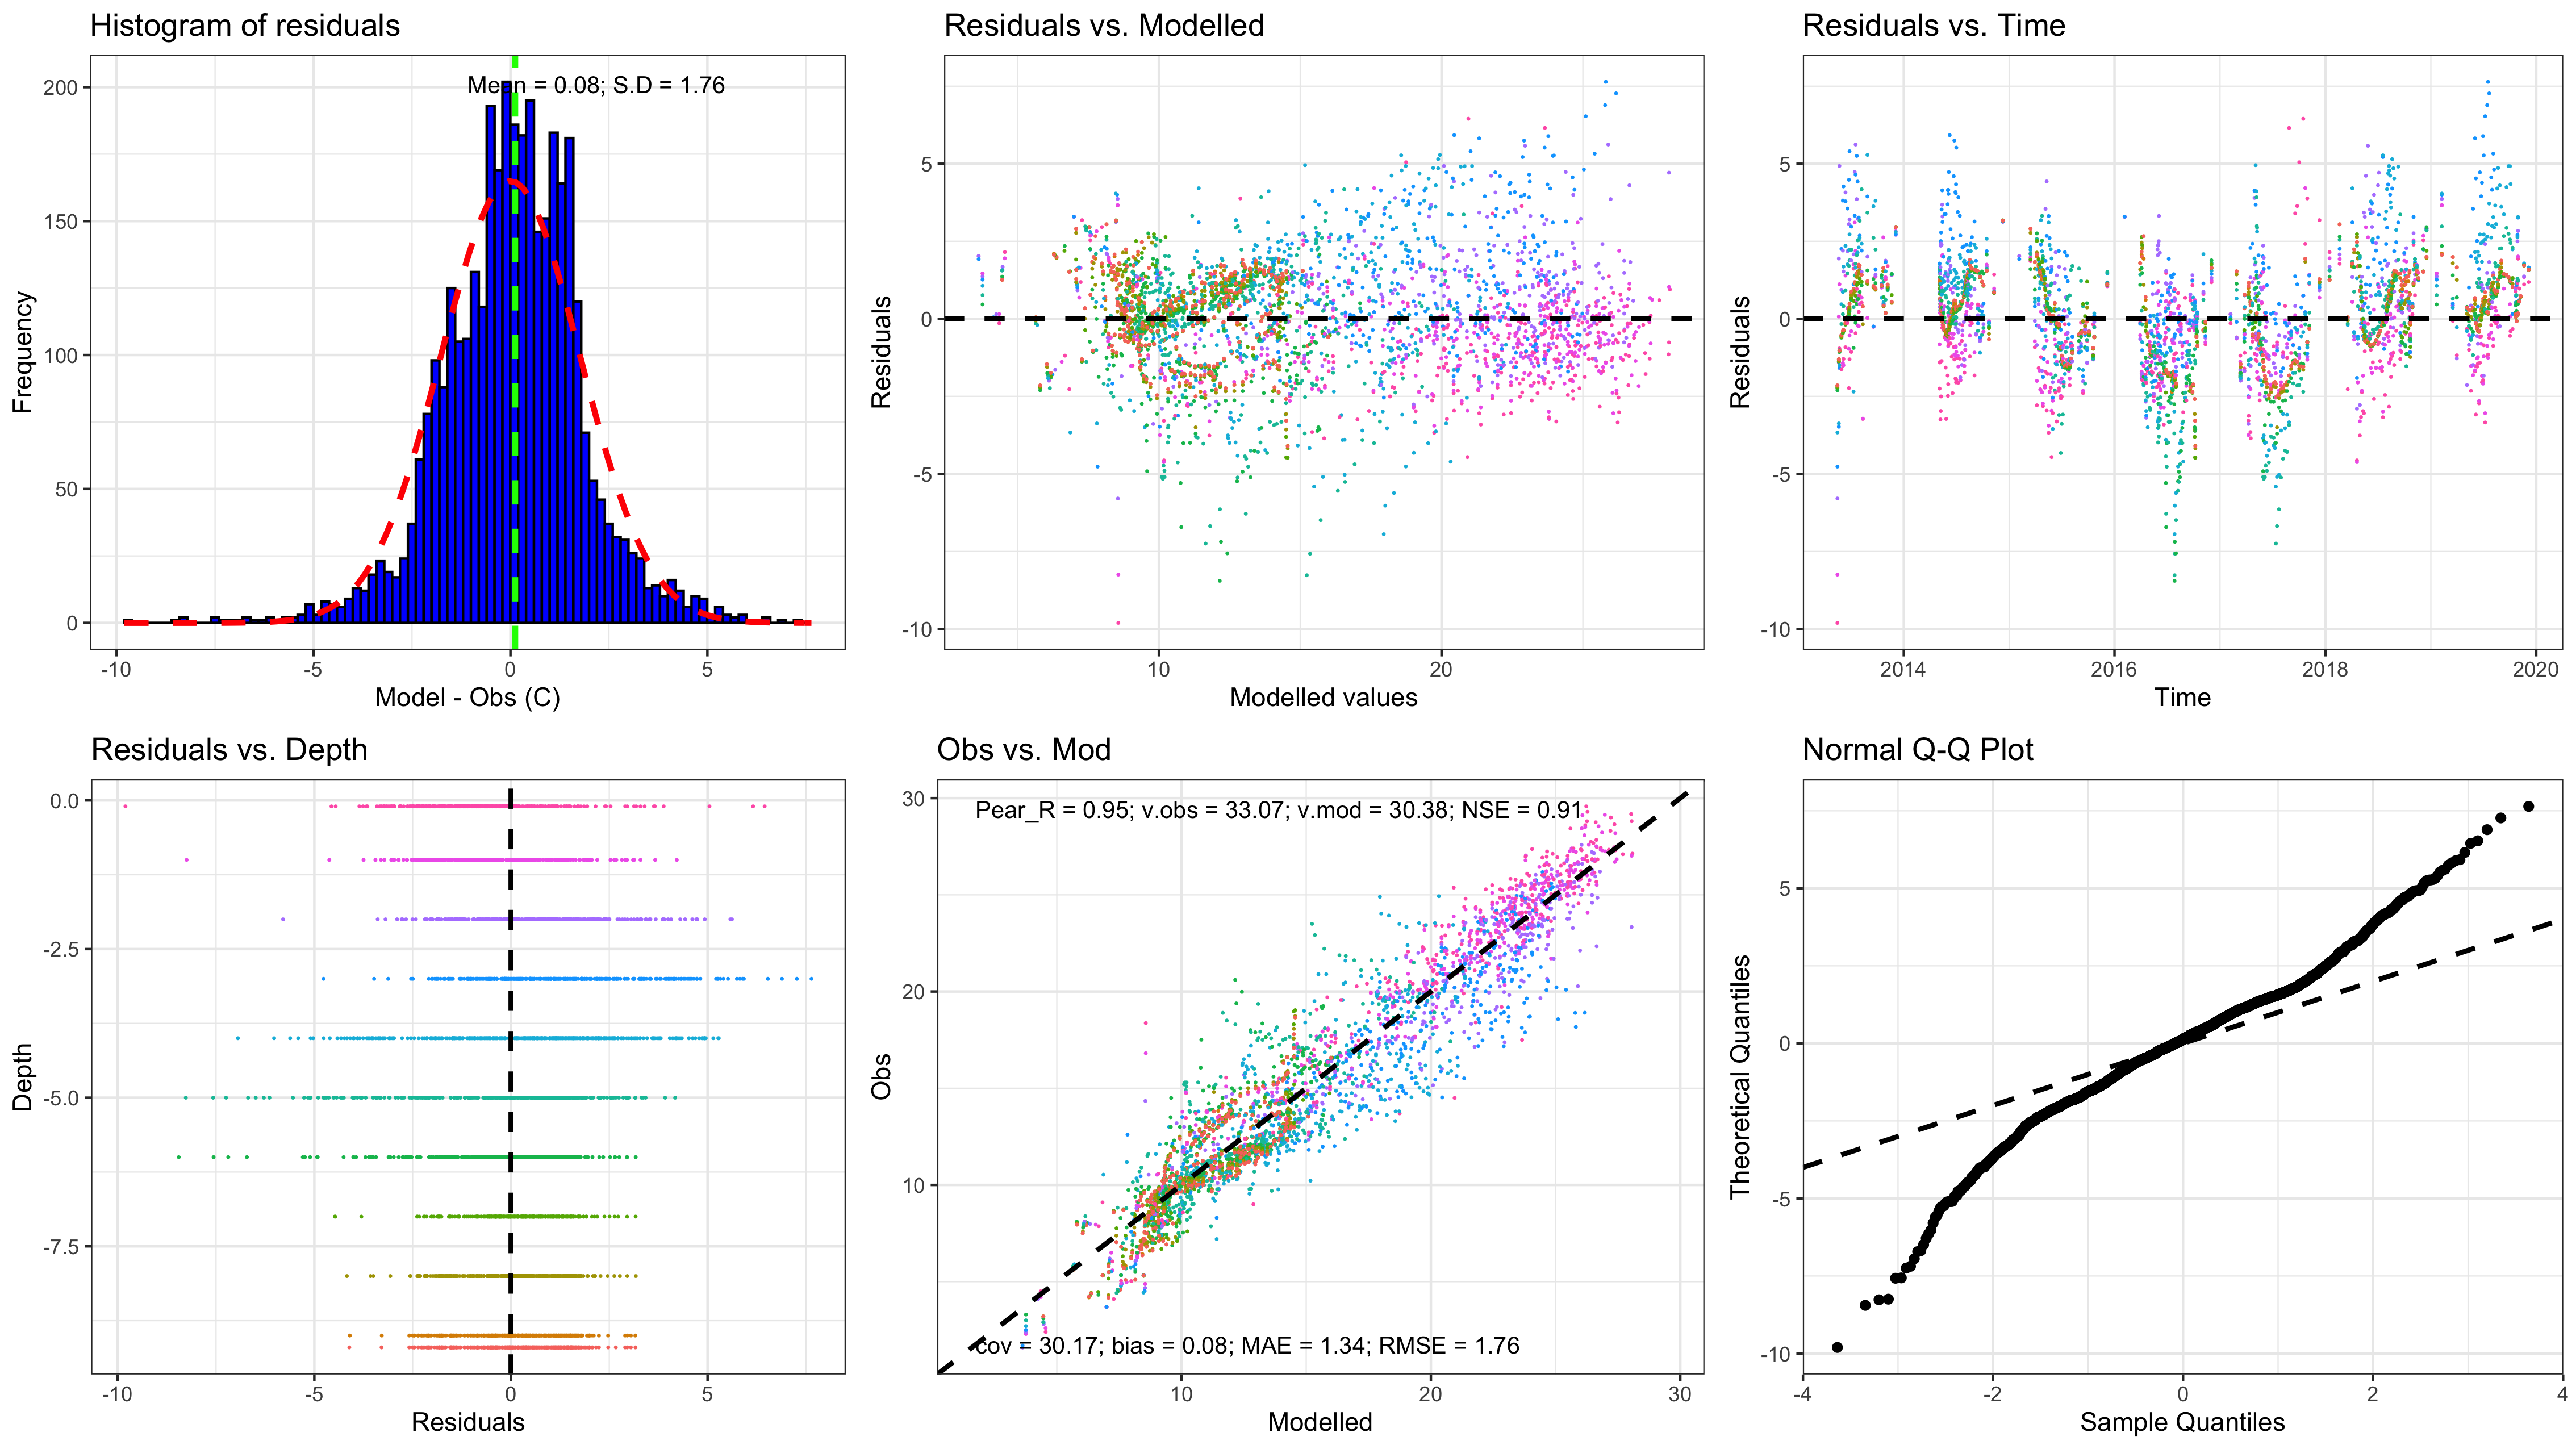 Histogram of residuals
Mean = 0.08; S.D = 1.76
Frequency
200
150
100
50
0
-10
-5
0
5
Model - Obs (C)
Residuals vs. Modelled
Residuals
5
0
-5
-10
10
20
Modelled values
Residuals vs. Time
Residuals
5
0
-5
-10
2014
2016
2018
2020
Time
Residuals vs. Depth
Depth
0.0
-2.5
-5.0
-7.5
-10
-5
0
5
Residuals
Obs vs. Mod
Pear_R = 0.95; v.obs = 33.07; v.mod = 30.38; NSE = 0.91
Obs
30
20
10
cov = 30.17; bias = 0.08; MAE = 1.34; RMSE = 1.76
10
20
30
Modelled
Normal Q-Q Plot
Theoretical Quantiles
5
0
-5
-10
-4
-2
0
2
4
Sample Quantiles